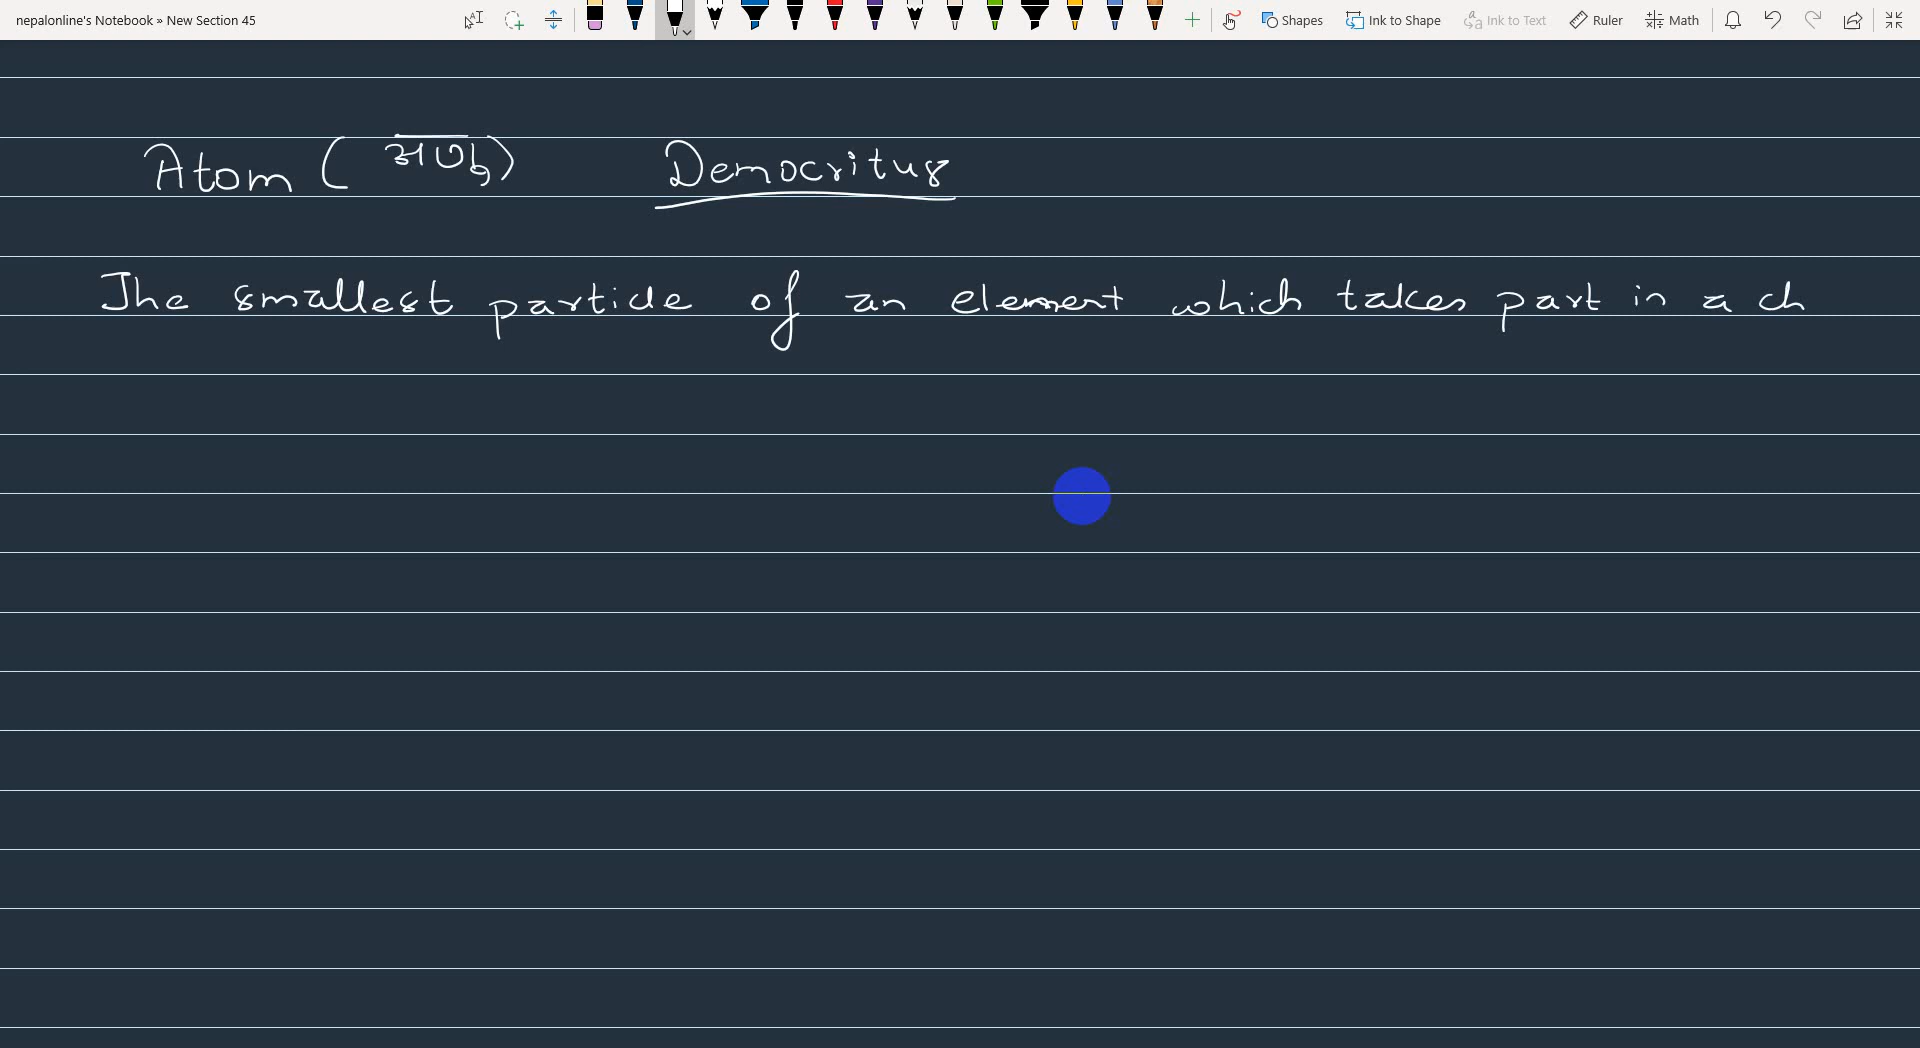 nepalonline's Notebook » New Section 45
Shapes
Ink to Shape
Ink to Text
Ruler
Math
Atom (अणु) Democritus
The smallest particle of an element which takes part in a ch